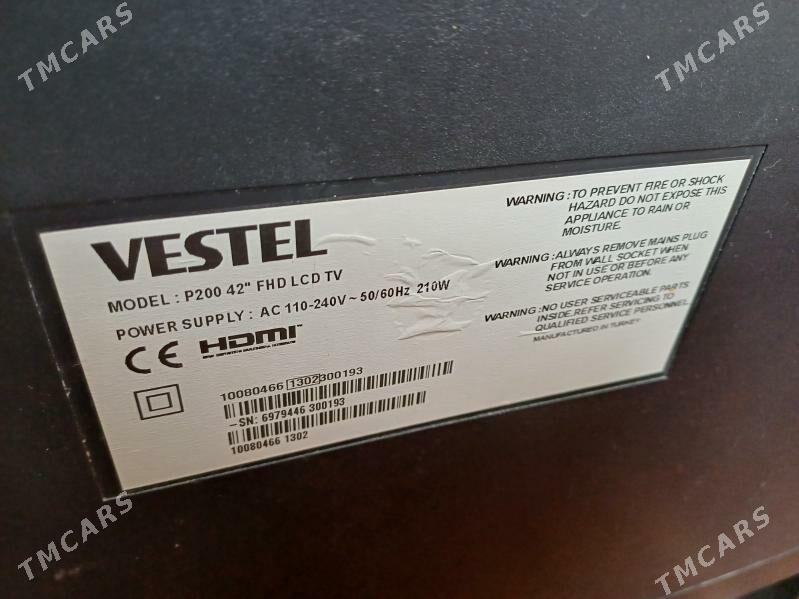 TMCARS
TMCARS
VESTEL
MODEL : P200 42" FHD LCD TV
POWER SUPPLY : AC 110-240V ~ 50/60Hz 210W
CE HDMI
HIGH-DEFINITION MULTIMEDIA INTERFACE
10080466 1302 300193
-SN: 6979446 300193
10080466 1302
WARNING :TO PREVENT FIRE OR SHOCK
HAZARD DO NOT EXPOSE THIS
APPLIANCE TO RAIN OR
MOISTURE.
WARNING :ALWAYS REMOVE MAINS PLUG
FROM WALL SOCKET WHEN
NOT IN USE OR BEFORE ANY
SERVICE OPERATION.
WARNING :NO USER SERVICEABLE PARTS
INSIDE.REFER SERVICING TO
QUALIFIED SERVICE PERSONNEL.
MANUFACTURED IN TURKEY
TMCARS
TMCARS